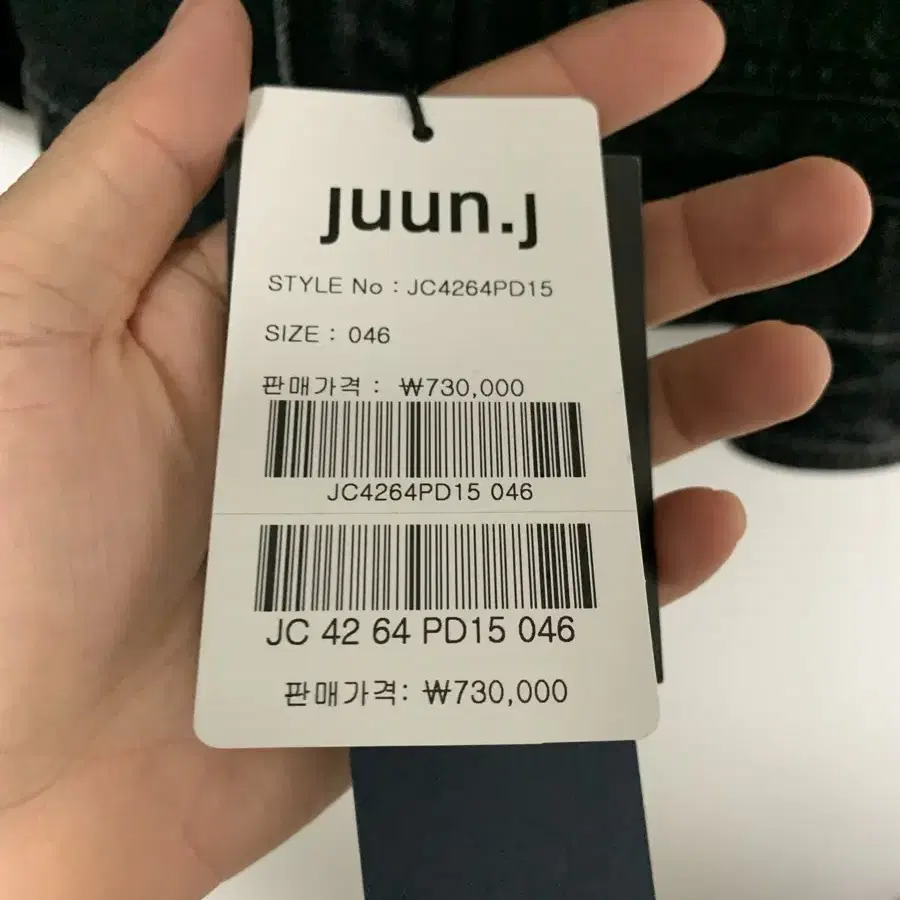 juun.j
STYLE No : JC4264PD15
SIZE : 046
판매가격 : ₩730,000
JC4264PD15 046
JC 42 64 PD15 046
판매가격: ₩730,000